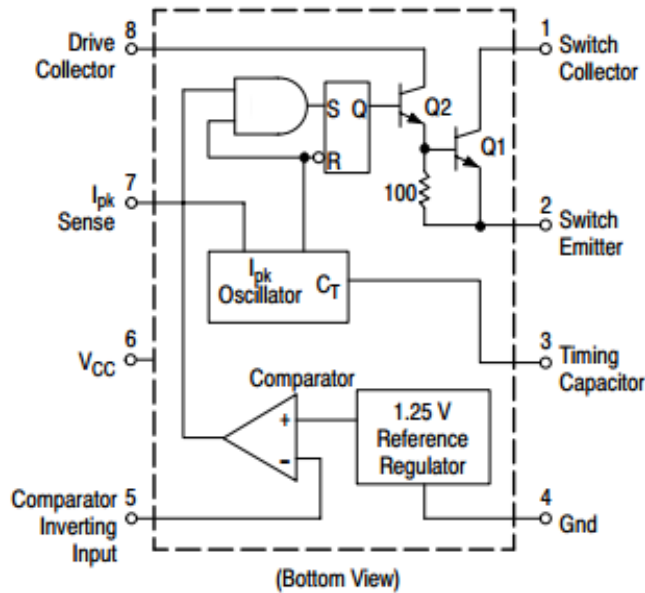 8
Drive
Collector
1
Switch
Collector
S
Q
Q2
R
Q1
7
Ipk
Sense
100
2
Switch
Emitter
Ipk
Oscillator
CT
6
VCC
3
Timing
Capacitor
Comparator
+
-
1.25 V
Reference
Regulator
5
Comparator
Inverting
Input
4
Gnd
(Bottom View)